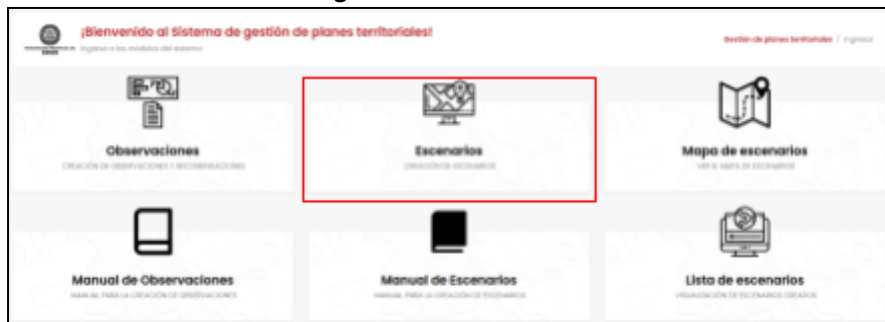 ¡Bienvenido al Sistema de gestión de planes territoriales!
Ingreso a los módulos del sistema
Gestión de planes territoriales / Ingreso
Observaciones
CREACIÓN DE OBSERVACIONES Y RECOMENDACIONES
Escenarios
CREACIÓN DE ESCENARIOS
Mapa de escenarios
VER EL MAPA DE ESCENARIOS
Manual de Observaciones
MANUAL PARA LA CREACIÓN DE OBSERVACIONES
Manual de Escenarios
MANUAL PARA LA CREACIÓN DE ESCENARIOS
Lista de escenarios
VISUALIZACIÓN DE ESCENARIOS CREADOS